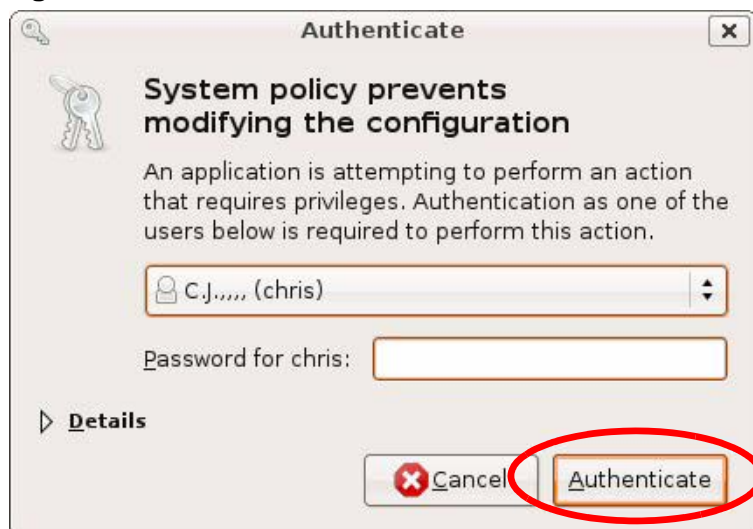 Authenticate
System policy prevents
modifying the configuration
An application is attempting to perform an action
that requires privileges. Authentication as one of the
users below is required to perform this action.
C.J.,,,,, (chris)
Password for chris:
Details
Cancel
Authenticate